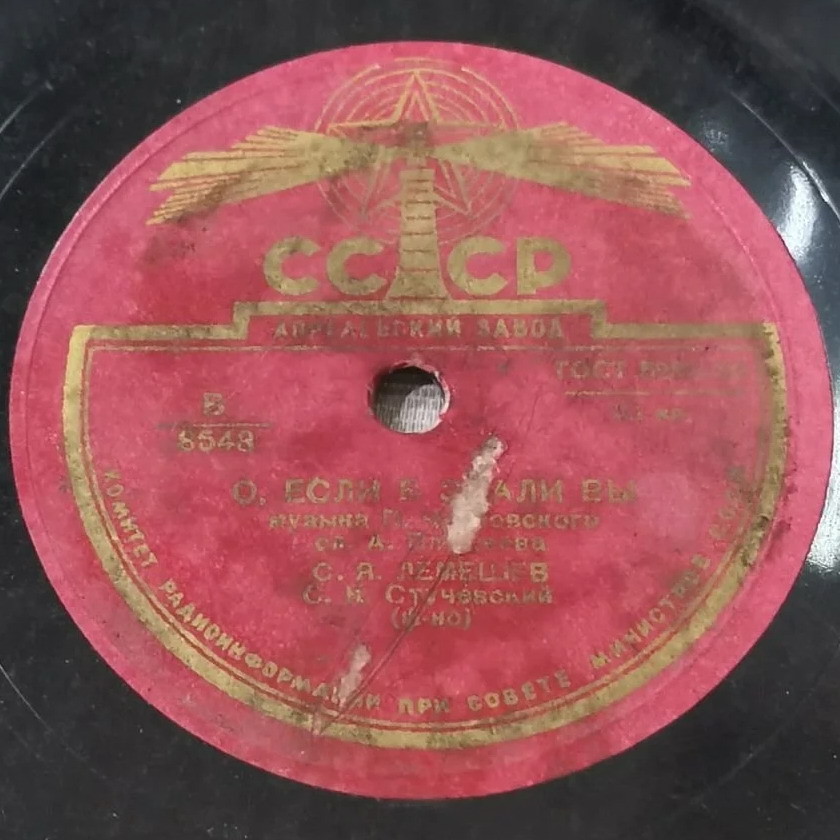 СССР
АПРЕЛЕВСКИЙ ЗАВОД
ГОСТ
В
8548
О, ЕСЛИ Б ЗНАЛИ ВЫ
музыка П. Чайковского
сл. А.
С. Я. ЛЕМЕШЕВ
С. К. Стучевский
(ф-но)
КОМИТЕТ РАДИОИНФОРМАЦИИ ПРИ СОВЕТЕ МИНИСТРОВ СССР